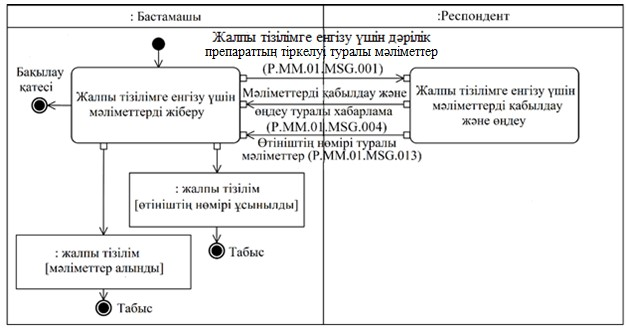 : Бастамашы
:Респондент
Жалпы тізілімге енгізу үшін дәрілік
препараттың тіркелуі туралы мәліметтер
(P.MM.01.MSG.001)
Бақылау
қатесі
Жалпы тізілімге енгізу үшін
мәліметтерді жіберу
Мәліметтерді қабылдау және
өңдеу туралы хабарлама
(P.MM.01.MSG.004)
Өтініштің нөмірі туралы
мәліметтер (P.MM.01.MSG.013)
Жалпы тізілімге енгізу үшін
мәліметтерді қабылдау
және өңдеу
: жалпы тізілім
[өтініштің нөмірі ұсынылды]
Табыс
: жалпы тізілім
[мәліметтер алынды]
Табыс